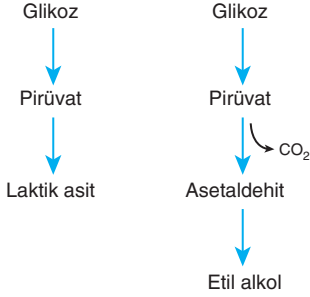 Glikoz
Pirüvat
Laktik asit
Glikoz
Pirüvat
CO₂
Asetaldehit
Etil alkol